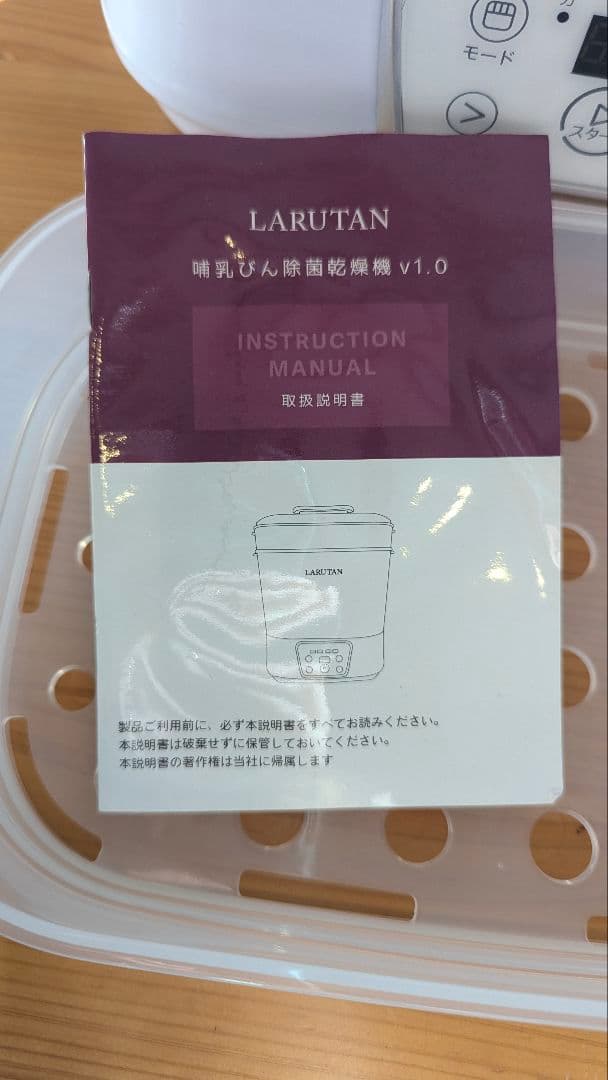 モード
LARUTAN
哺乳びん除菌乾燥機 v1.0
INSTRUCTION
MANUAL
取扱説明書
LARUTAN
製品ご利用前に、必ず本説明書をすべてお読みください。
本説明書は破棄せずに保管しておいてください。
本説明書の著作権は当社に帰属します